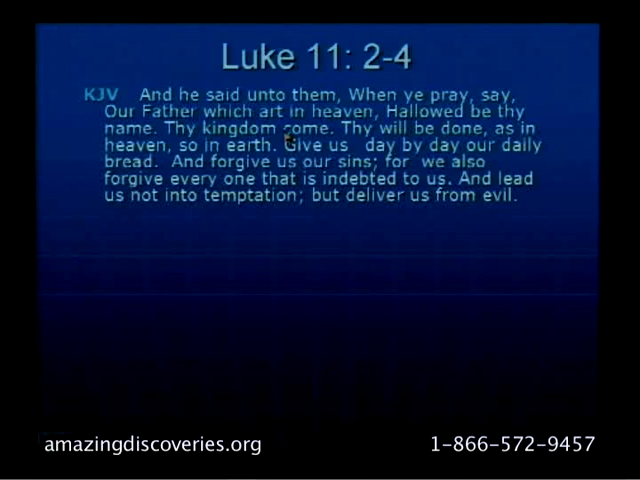 Luke 11: 2-4
KJV And he said unto them, When ye pray, say,
Our Father which art in heaven, Hallowed be thy
name. Thy kingdom come. Thy will be done, as in
heaven, so in earth. Give us day by day our daily
bread. And forgive us our sins; for we also
forgive every one that is indebted to us. And lead
us not into temptation; but deliver us from evil.
amazingdiscoveries.org 1-866-572-9457